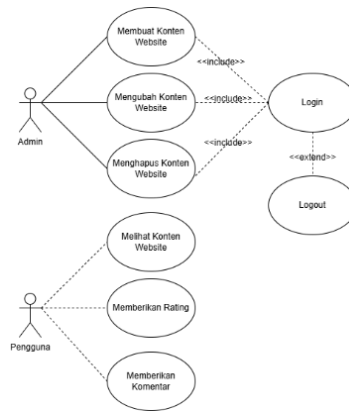 Membuat Konten
Website
<<include>>
Mengubah Konten
Website
<<include>>
Login
Admin
<<include>>
Menghapus Konten
Website
<<extend>>
Logout
Melihat Konten
Website
Memberikan Rating
Pengguna
Memberikan
Komentar